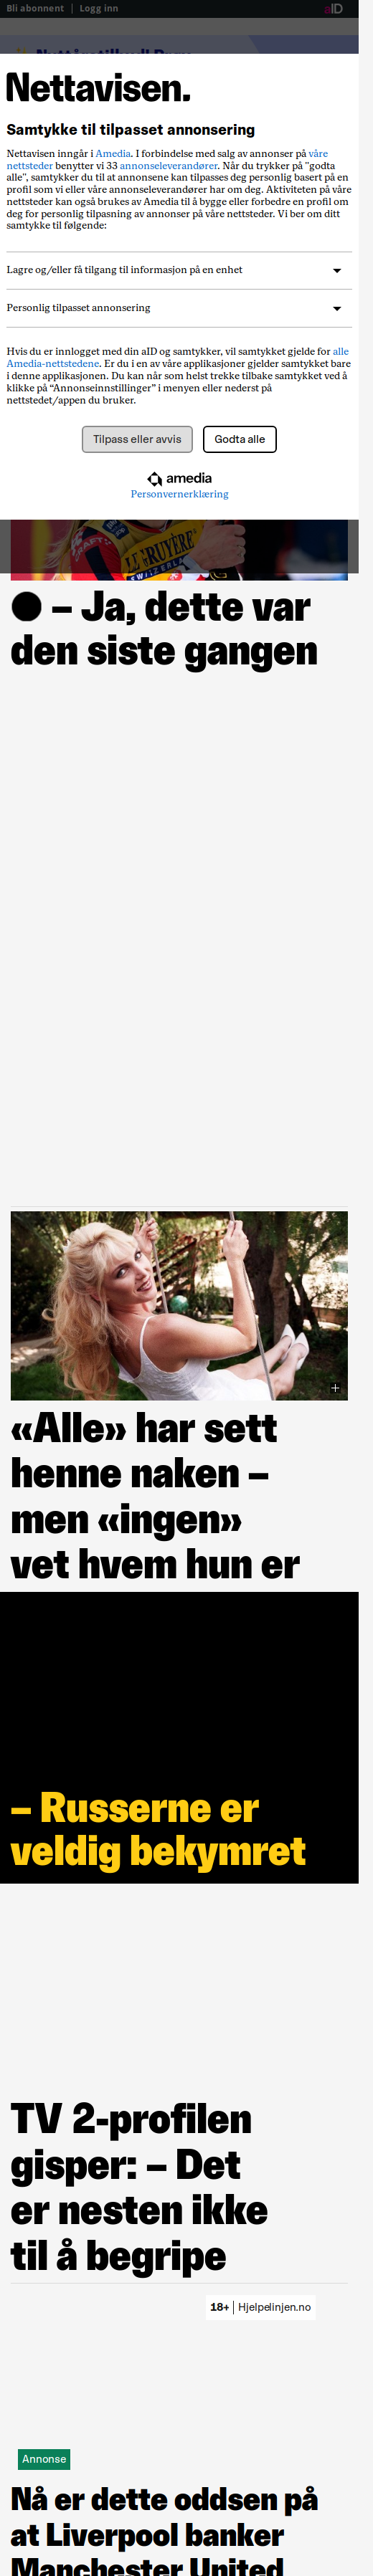 Bli abonnent | Logg inn
aID
Nettavisen.
Samtykke til tilpasset annonsering
Nettavisen inngår i Amedia. I forbindelse med salg av annonser på våre
nettsteder benytter vi 33 annonseleverandører. Når du trykker på "godta
alle", samtykker du til at annonsene kan tilpasses deg personlig basert på en
profil som vi eller våre annonseleverandører har om deg. Aktiviteten på våre
nettsteder kan også brukes av Amedia til å bygge eller forbedre en profil om
deg for personlig tilpasning av annonser på våre nettsteder. Vi ber om ditt
samtykke til følgende:
Lagre og/eller få tilgang til informasjon på en enhet
Personlig tilpasset annonsering
Hvis du er innlogget med din aID og samtykker, vil samtykket gjelde for alle
Amedia-nettstedene. Er du i en av våre applikasjoner gjelder samtykket bare
i denne applikasjonen. Du kan når som helst trekke tilbake samtykket ved å
klikke på “Annonseinnstillinger” i menyen eller nederst på
nettstedet/appen du bruker.
Tilpass eller avvis
Godta alle
amedia
Personvernerklæring
– Ja, dette var
den siste gangen
«Alle» har sett
henne naken –
men «ingen»
vet hvem hun er
– Russerne er
veldig bekymret
TV 2-profilen
gisper: – Det
er nesten ikke
til å begripe
18+ | Hjelpelinjen.no
Annonse
Nå er dette oddsen på
at Liverpool banker
Manchester United